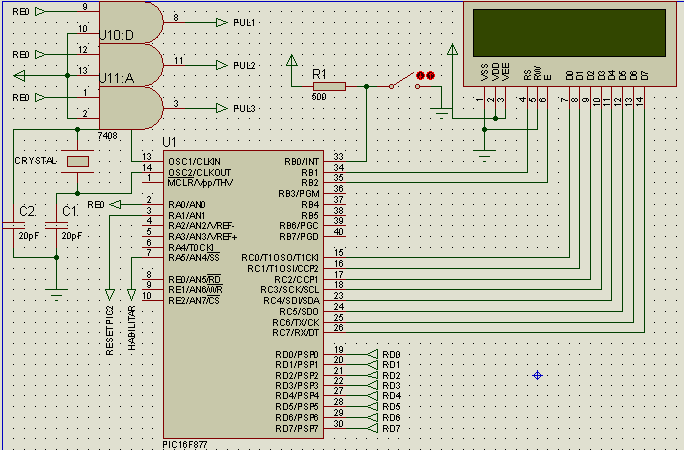 RE0
9
8
PUL1
10
U10:D
RE0
12
11
PUL2
13
U11:A
RE0
1
3
PUL3
2
7408
R1
500
VSS
VDD
VEE
RS
RW
E
D0
D1
D2
D3
D4
D5
D6
D7
1
2
3
4
5
6
7
8
9
10
11
12
13
14
CRYSTAL
C2
20pF
C1
20pF
U1
13 OSC1/CLKIN RB0/INT 33
14 OSC2/CLKOUT RB1 34
1 MCLR/Vpp/THV RB2 35
RB3/PGM 36
RE0 2 RA0/AN0 RB4 37
3 RA1/AN1 RB5 38
4 RA2/AN2/VREF- RB6/PGC 39
5 RA3/AN3/VREF+ RB7/PGD 40
6 RA4/T0CKI
7 RA5/AN4/SS RC0/T1OSO/T1CKI 15
RC1/T1OSI/CCP2 16
8 RE0/AN5/RD RC2/CCP1 17
9 RE1/AN6/WR RC3/SCK/SCL 18
10 RE2/AN7/CS RC4/SDI/SDA 23
RC5/SDO 24
RC6/TX/CK 25
RC7/RX/DT 26
RESETPIC2
HABILITAR
RD0/PSP0 19 RD0
RD1/PSP1 20 RD1
RD2/PSP2 21 RD2
RD3/PSP3 22 RD3
RD4/PSP4 27 RD4
RD5/PSP5 28 RD5
RD6/PSP6 29 RD6
RD7/PSP7 30 RD7
PIC16F877